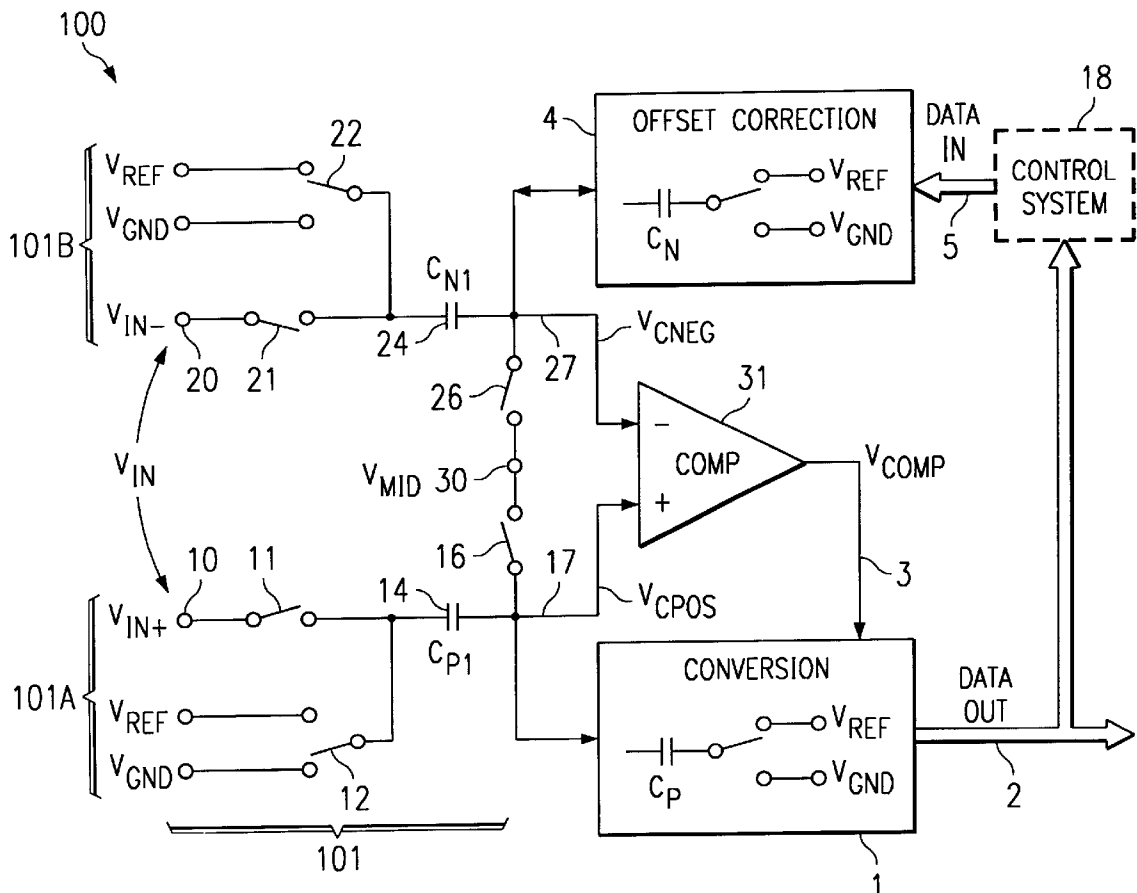 100
18
4
OFFSET CORRECTION
DATA
IN
CONTROL
SYSTEM
22
V_REF
V_GND
101B
C_N
V_REF
V_GND
5
C_N1
V_IN-
20
21
24
27
V_CNEG
26
31
V_IN
V_MID 30
-
COMP
+
V_COMP
16
10
11
14
17
3
V_IN+
C_P1
V_CPOS
101A
V_REF
V_GND
12
CONVERSION
DATA
OUT
C_P
V_REF
V_GND
2
101
1